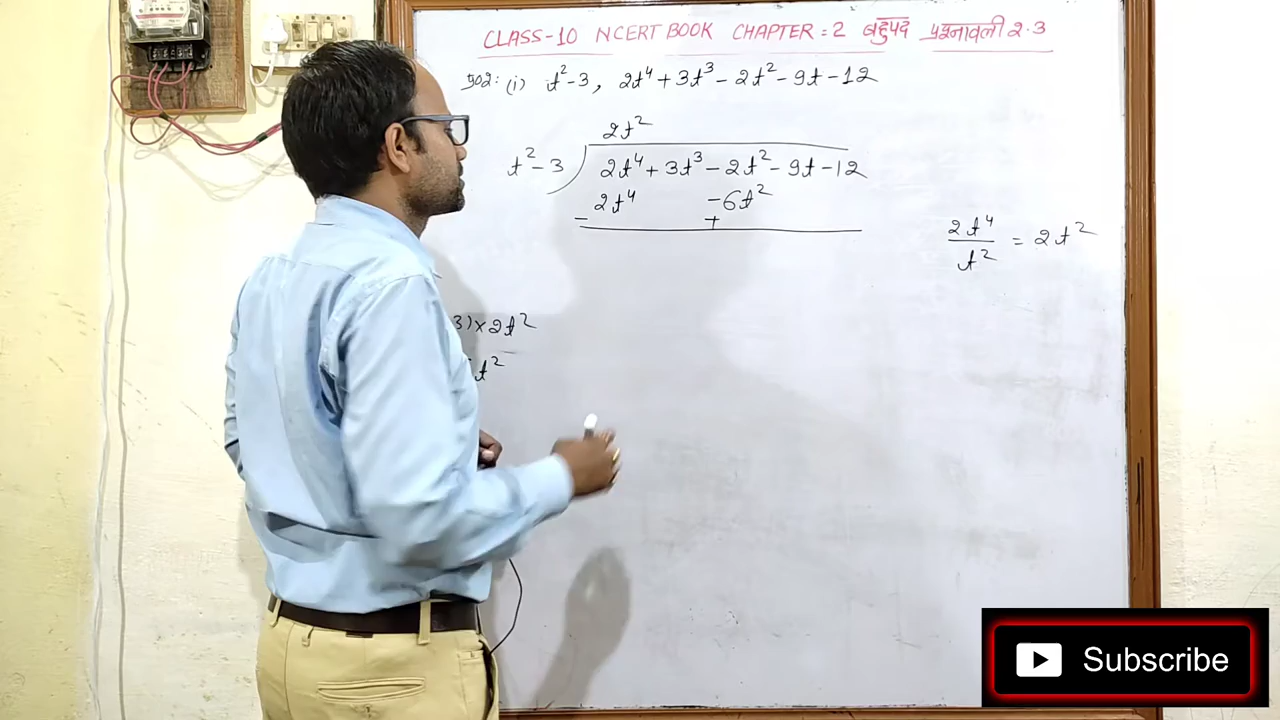 CLASS-10 NCERT BOOK CHAPTER = 2 बहुपद प्रश्नावली 2.3
प्र०2: (i) t² - 3, 2t⁴ + 3t³ - 2t² - 9t - 12
2t²
t² - 3 ) 2t⁴ + 3t³ - 2t² - 9t - 12
2t⁴ - 6t²
- +
2t⁴/t² = 2t²
3) × 2t²
t²
Subscribe